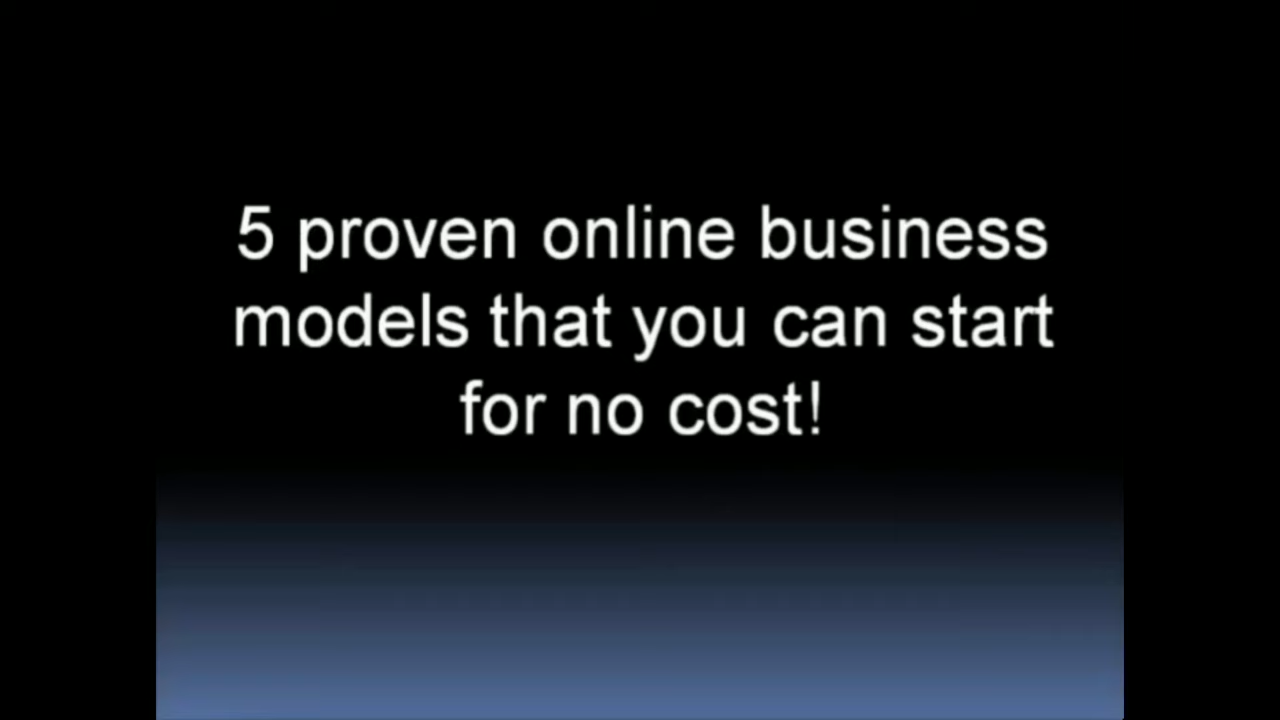 5 proven online business
models that you can start
for no cost!